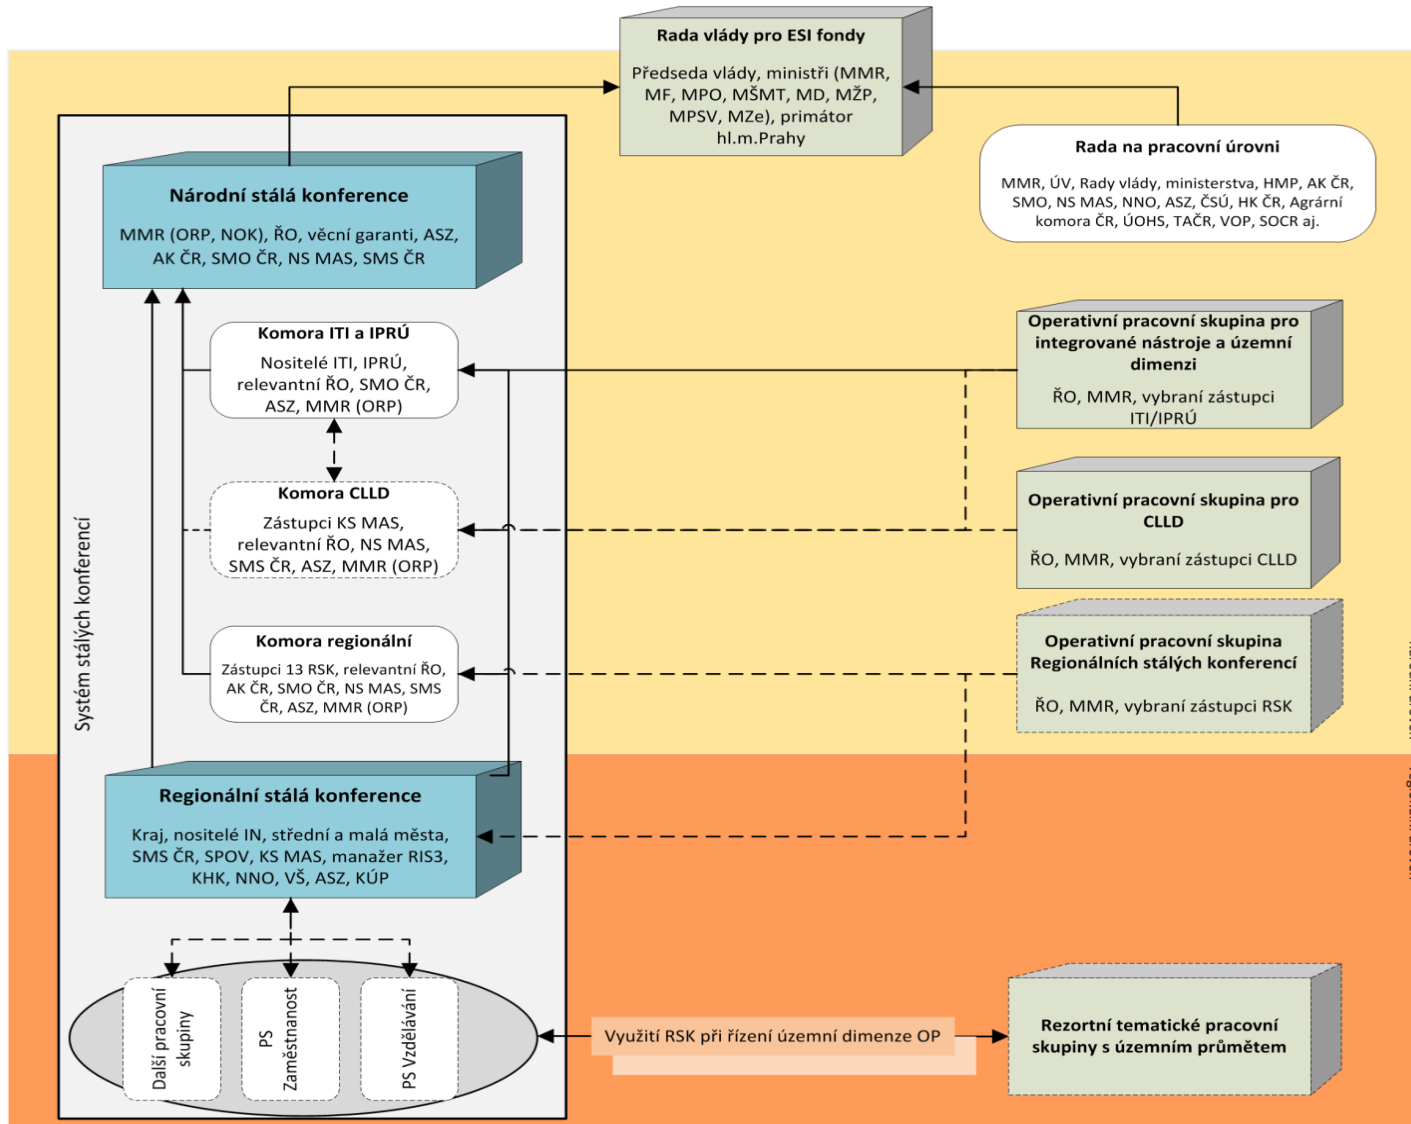 Rada vlády pro ESI fondy
Předseda vlády, ministři (MMR,
MF, MPO, MŠMT, MD, MŽP,
MPSV, MZe), primátor
hl.m.Prahy
Rada na pracovní úrovni
MMR, ÚV, Rady vlády, ministerstva, HMP, AK ČR,
SMO, NS MAS, NNO, ASZ, ČSÚ, HK ČR, Agrární
komora ČR, ÚOHS, TAČR, VOP, SOCR aj.
Systém stálých konferencí
Národní stálá konference
MMR (ORP, NOK), ŘO, věcní garanti, ASZ,
AK ČR, SMO ČR, NS MAS, SMS ČR
Komora ITI a IPRÚ
Nositelé ITI, IPRÚ,
relevantní ŘO, SMO ČR,
ASZ, MMR (ORP)
Operativní pracovní skupina pro
integrované nástroje a územní
dimenzi
ŘO, MMR, vybraní zástupci
ITI/IPRÚ
Komora CLLD
Zástupci KS MAS,
relevantní ŘO, NS MAS,
SMS ČR, ASZ, MMR (ORP)
Operativní pracovní skupina pro
CLLD
ŘO, MMR, vybraní zástupci CLLD
Komora regionální
Zástupci 13 RSK, relevantní ŘO,
AK ČR, SMO ČR, NS MAS, SMS
ČR, ASZ, MMR (ORP)
Operativní pracovní skupina
Regionálních stálých konferencí
ŘO, MMR, vybraní zástupci RSK
Regionální stálá konference
Kraj, nositelé IN, střední a malá města,
SMS ČR, SPOV, KS MAS, manažer RIS3,
KHK, NNO, VŠ, ASZ, KÚP
Další pracovní
skupiny
PS
Zaměstnanost
PS Vzdělávání
Využití RSK při řízení územní dimenze OP
Rezortní tematické pracovní
skupiny s územním průmětem